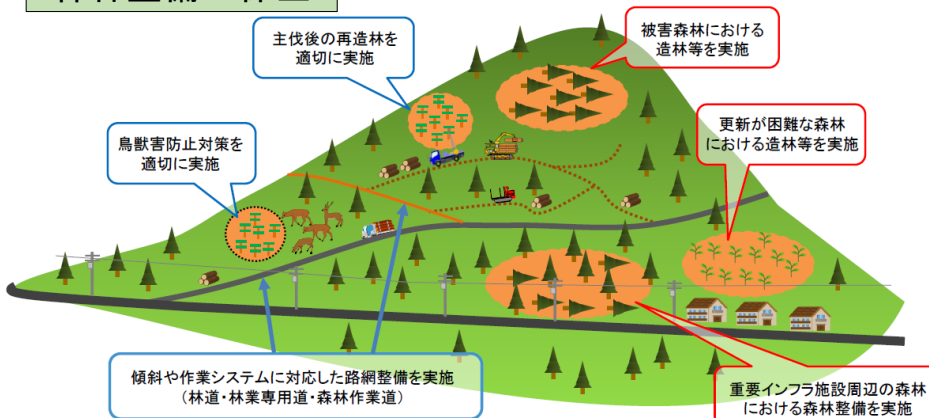 主伐後の再造林を
適切に実施
被害森林における
造林等を実施
鳥獣害防止対策を
適切に実施
更新が困難な森林
における造林等を実施
傾斜や作業システムに対応した路網整備を実施
（林道・林業専用道・森林作業道）
重要インフラ施設周辺の森林
における森林整備を実施